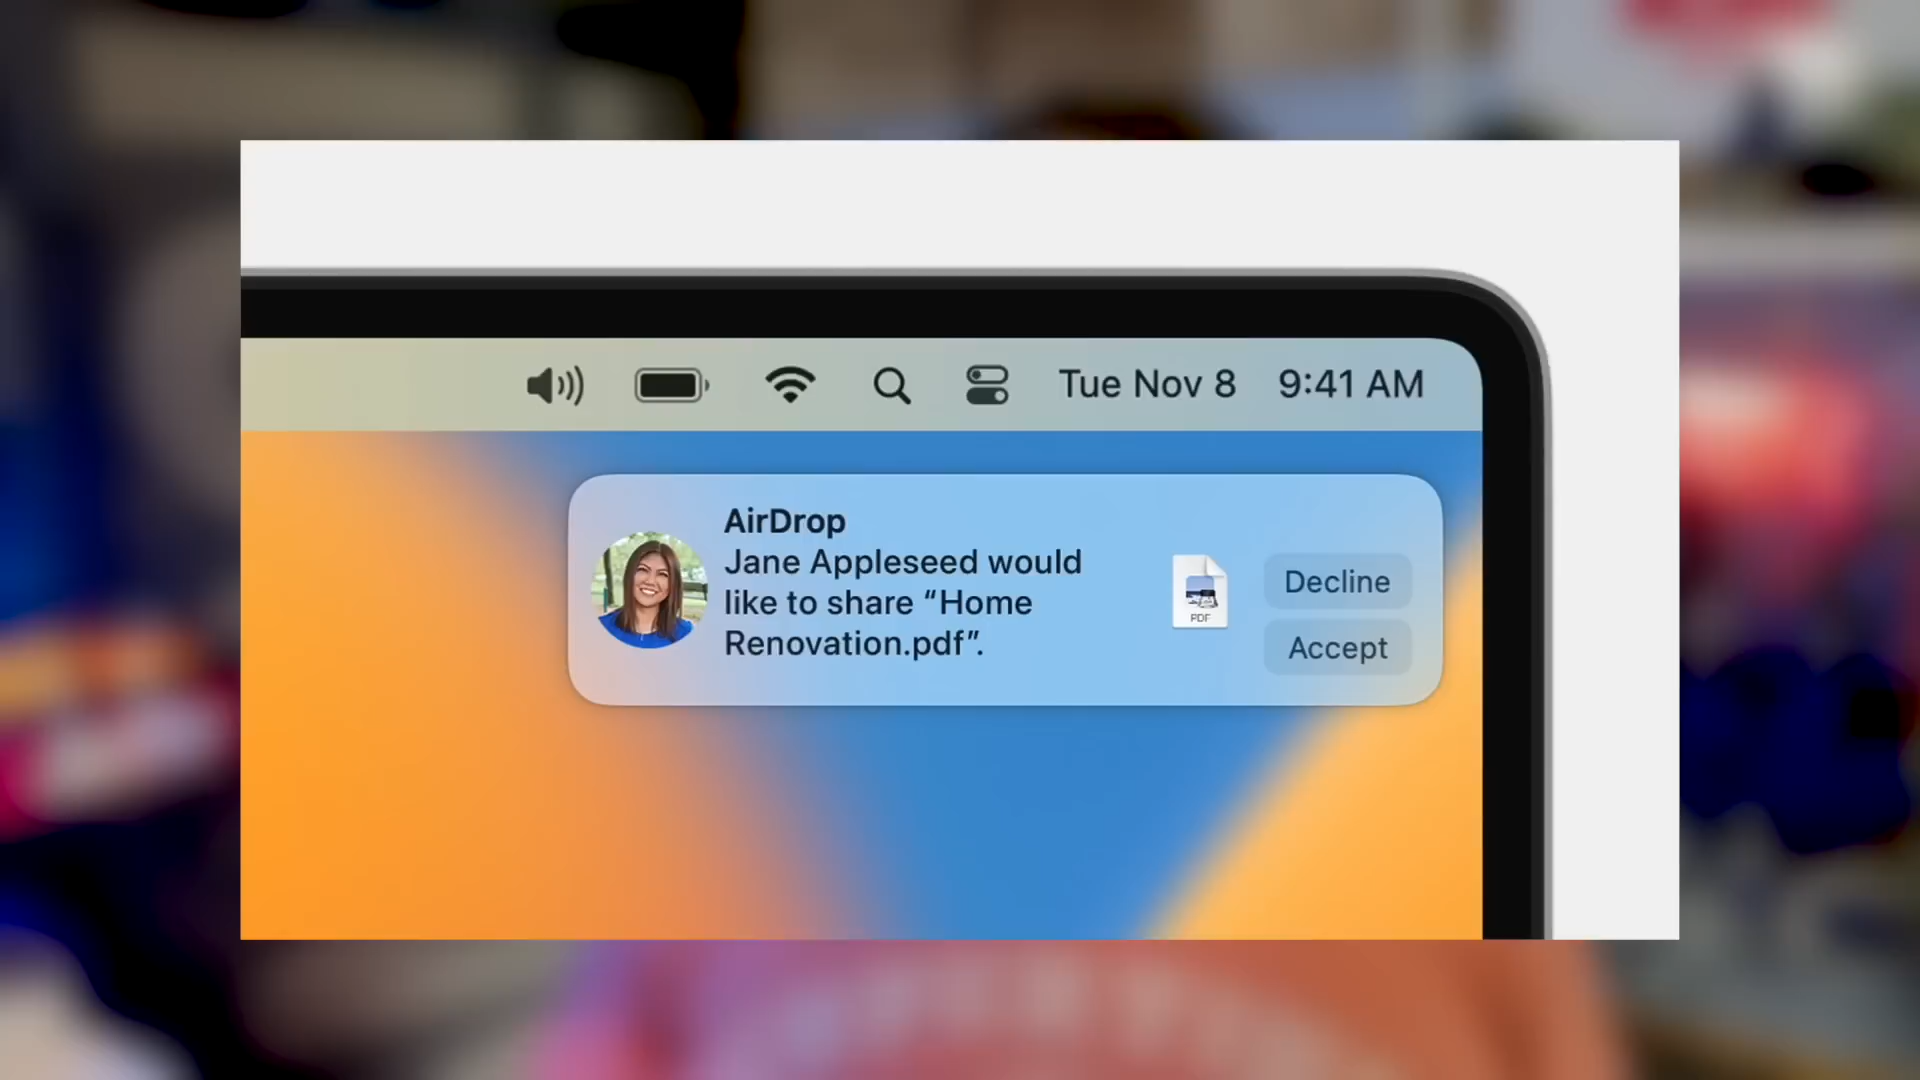 Tue Nov 8 9:41 AM
AirDrop
Jane Appleseed would
like to share “Home
Renovation.pdf”.
PDF
Decline
Accept